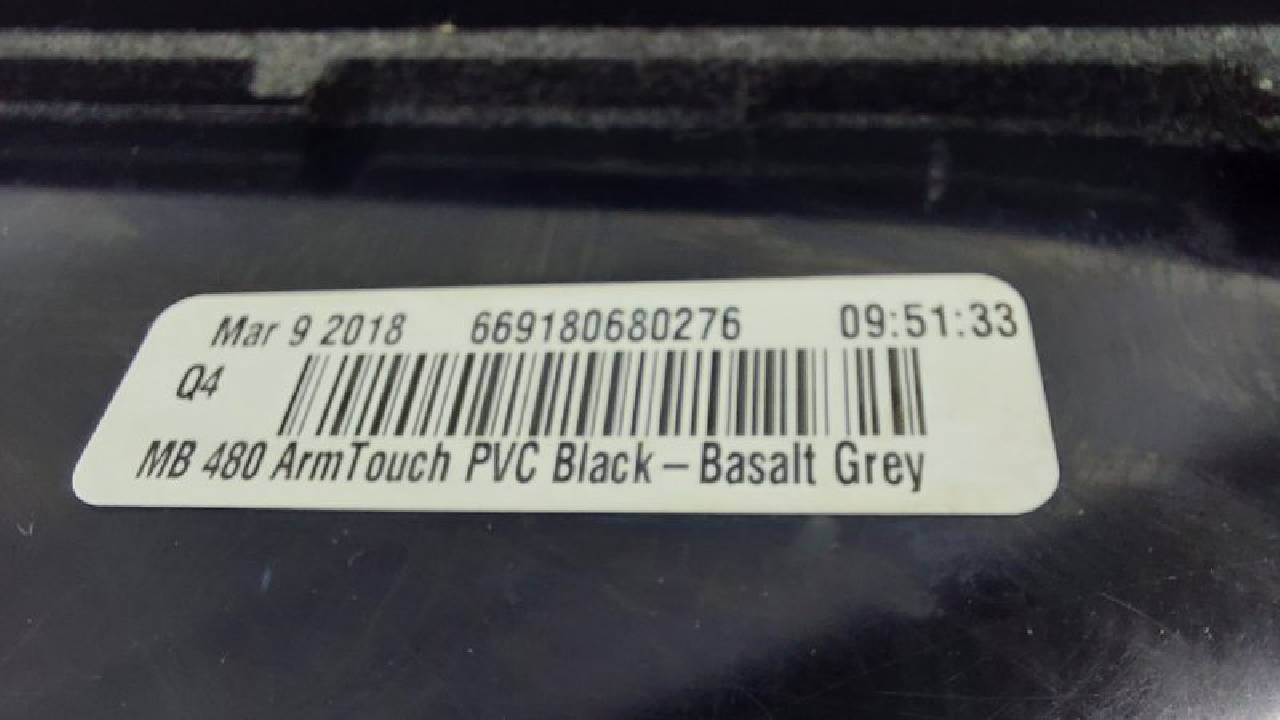 Mar 9 2018 669180680276 09:51:33
Q4
MB 480 ArmTouch PVC Black – Basalt Grey